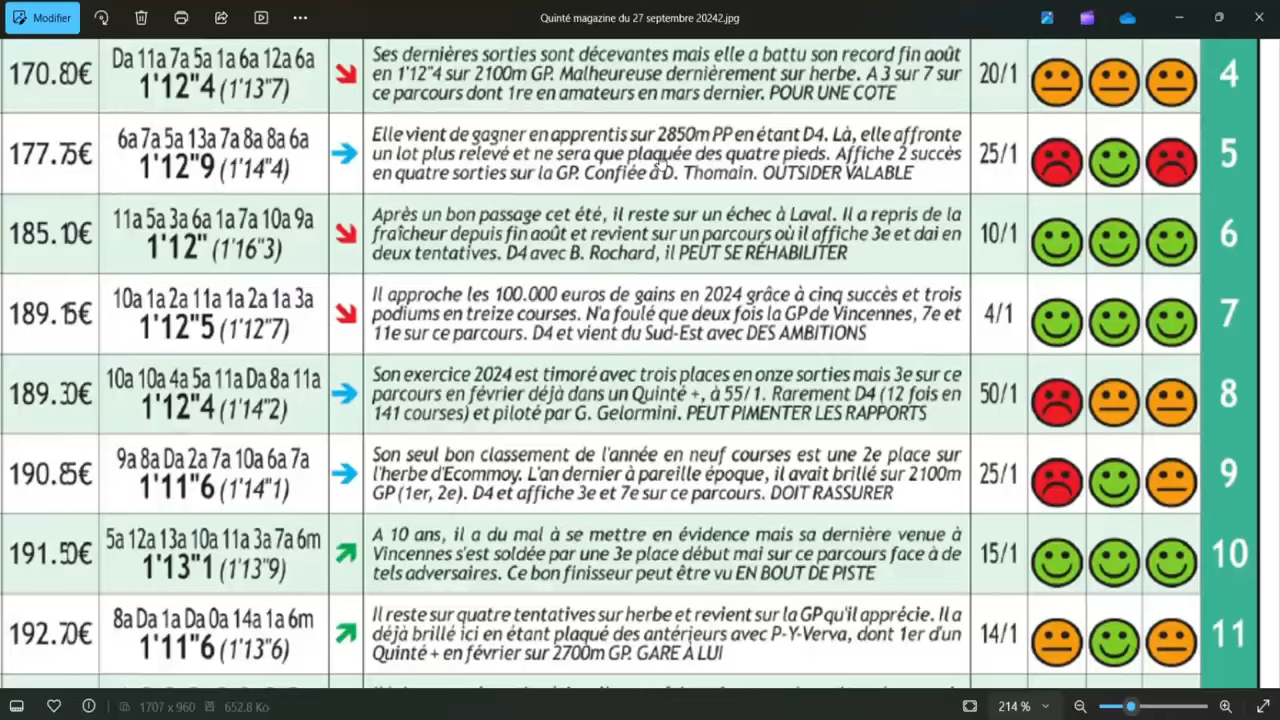 Modifier
Quinté magazine du 27 septembre 20242.jpg
170.80€
Da 11a 7a 5a 1a 6a 12a 6a
1'12"4 (1'13"7)
Ses dernières sorties sont décevantes mais elle a battu son record fin août
en 1'12"4 sur 2100m GP. Malheureuse dernièrement sur herbe. A 3 sur 7 sur
ce parcours dont 1re en amateurs en mars dernier. POUR UNE COTE
20/1
4
177.75€
6a 7a 5a 13a 7a 8a 8a 6a
1'12"9 (1'14"4)
Elle vient de gagner en apprentis sur 2850m PP en étant D4. Là, elle affronte
un lot plus relevé et ne sera que plaquée des quatre pieds. Affiche 2 succès
en quatre sorties sur la GP. Confiée à D. Thomain. OUTSIDER VALABLE
25/1
5
185.10€
11a 5a 3a 6a 1a 7a 10a 9a
1'12" (1'16"3)
Après un bon passage cet été, il reste sur un échec à Laval. Il a repris de la
fraîcheur depuis fin août et revient sur un parcours où il affiche 3e et dai en
deux tentatives. D4 avec B. Rochard, il PEUT SE RÉHABILITER
10/1
6
189.15€
10a 1a 2a 11a 1a 2a 1a 3a
1'12"5 (1'12"7)
Il approche les 100.000 euros de gains en 2024 grâce à cinq succès et trois
podiums en treize courses. N'a foulé que deux fois la GP de Vincennes, 7e et
11e sur ce parcours. D4 et vient du Sud-Est avec DES AMBITIONS
4/1
7
189.30€
10a 10a 4a 5a 11a Da 8a 11a
1'12"4 (1'14"2)
Son exercice 2024 est timoré avec trois places en onze sorties mais 3e sur ce
parcours en février déjà dans un Quinté +, à 55/1. Rarement D4 (12 fois en
141 courses) et piloté par G. Gelormini. PEUT PIMENTER LES RAPPORTS
50/1
8
190.85€
9a 8a Da 2a 7a 10a 6a 7a
1'11"6 (1'14"1)
Son seul bon classement de l'année en neuf courses est une 2e place sur
l'herbe d'Ecommoy. L'an dernier à pareille époque, il avait brillé sur 2100m
GP (1er, 2e). D4 et affiche 3e et 7e sur ce parcours. DOIT RASSURER
25/1
9
191.50€
5a 12a 13a 10a 11a 3a 7a 6m
1'13"1 (1'13"9)
A 10 ans, il a du mal à se mettre en évidence mais sa dernière venue à
Vincennes s'est soldée par une 3e place début mai sur ce parcours face à de
tels adversaires. Ce bon finisseur peut être vu EN BOUT DE PISTE
15/1
10
192.70€
8a Da 1a Da 0a 14a 1a 6m
1'11"6 (1'13"6)
Il reste sur quatre tentatives sur herbe et revient sur la GP qu'il apprécie. Il a
déjà brillé ici en étant plaqué des antérieurs avec P-Y-Verva, dont 1er d'un
Quinté + en février sur 2700m GP. GARE À LUI
14/1
11
1707 x 960
652.8 Ko
214 %